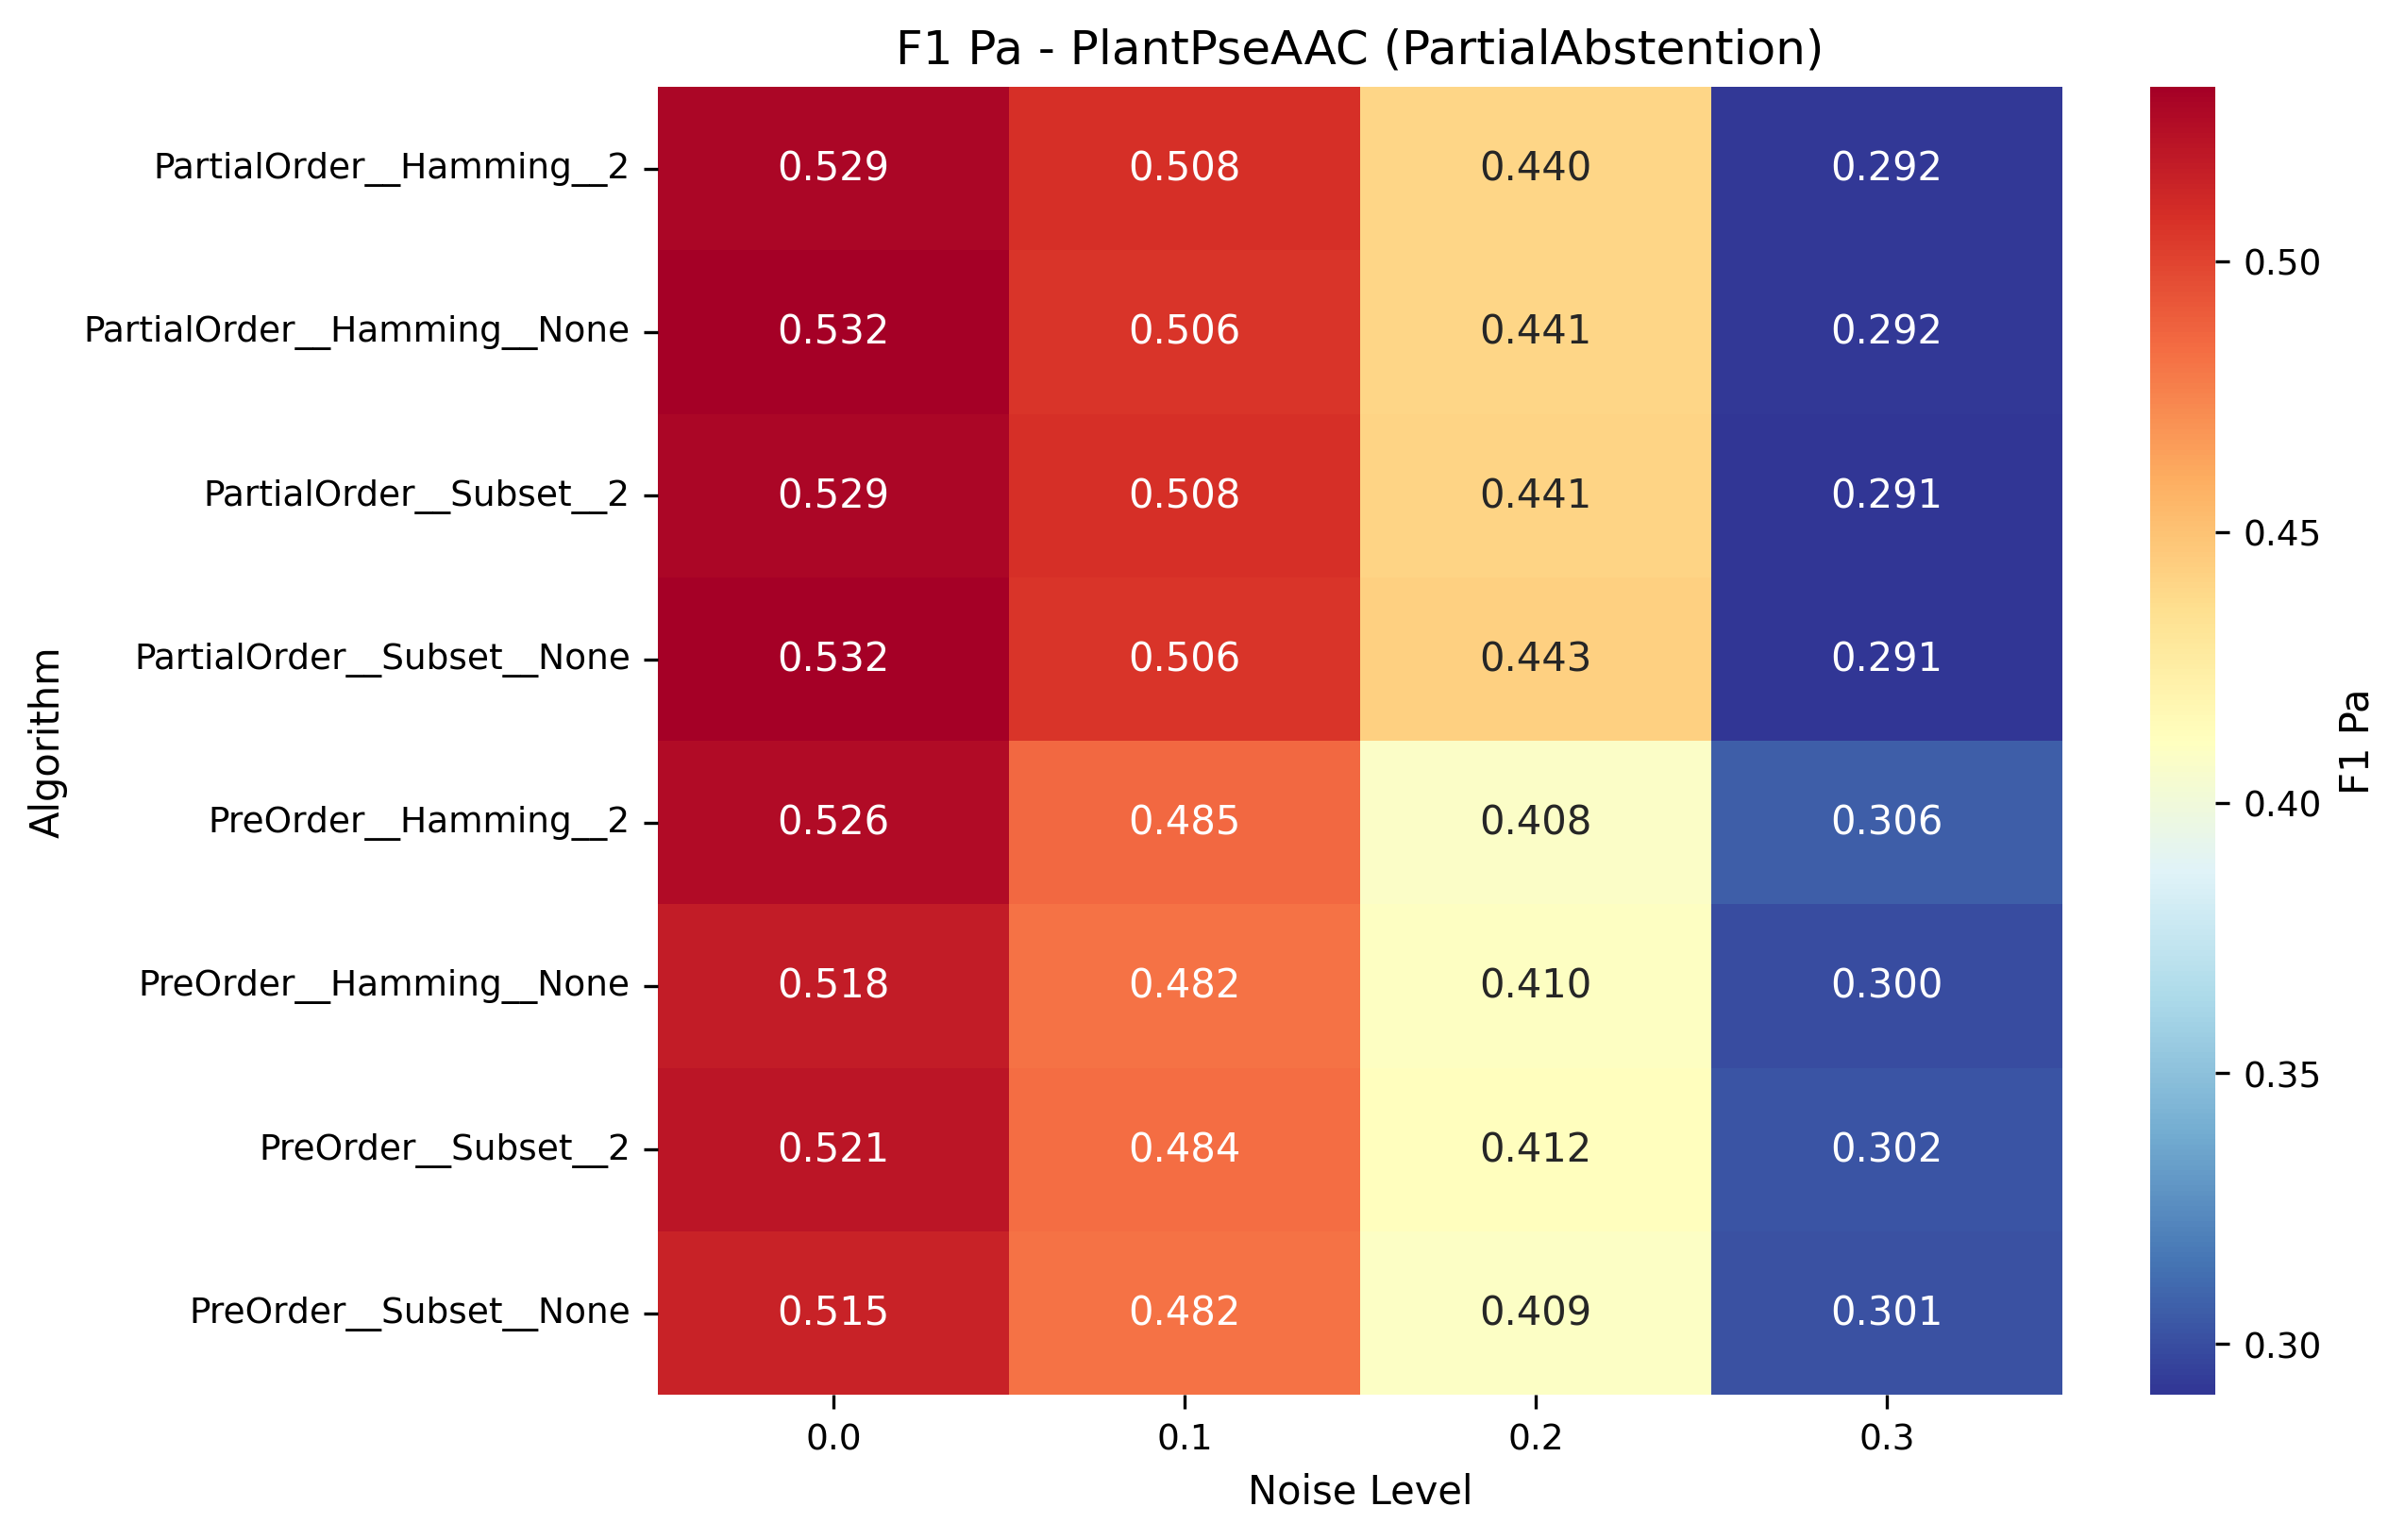 F1 Pa - PlantPseAAC (PartialAbstention)
Algorithm
PartialOrder__Hamming__2 0.529 0.508 0.440 0.292
PartialOrder__Hamming__None 0.532 0.506 0.441 0.292
PartialOrder__Subset__2 0.529 0.508 0.441 0.291
PartialOrder__Subset__None 0.532 0.506 0.443 0.291
PreOrder__Hamming__2 0.526 0.485 0.408 0.306
PreOrder__Hamming__None 0.518 0.482 0.410 0.300
PreOrder__Subset__2 0.521 0.484 0.412 0.302
PreOrder__Subset__None 0.515 0.482 0.409 0.301
0.0 0.1 0.2 0.3
Noise Level
0.50
0.45
0.40
0.35
0.30
F1 Pa